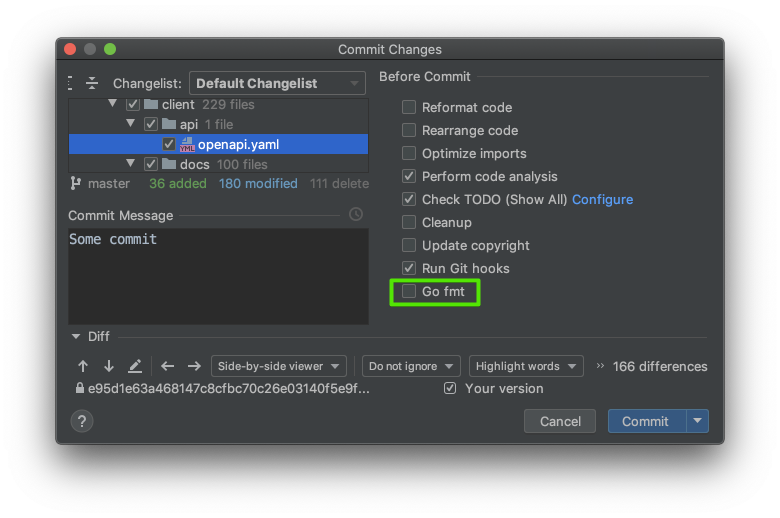 Commit Changes
Changelist: Default Changelist
client 229 files
api 1 file
YML openapi.yaml
docs 100 files
master 36 added 180 modified 111 delete
Commit Message
Some commit
Before Commit
Reformat code
Rearrange code
Optimize imports
Perform code analysis
Check TODO (Show All) Configure
Cleanup
Update copyright
Run Git hooks
Go fmt
Diff
Side-by-side viewer Do not ignore Highlight words 166 differences
e95d1e63a468147c8cfbc70c26e03140f5e9f... Your version
? Cancel Commit